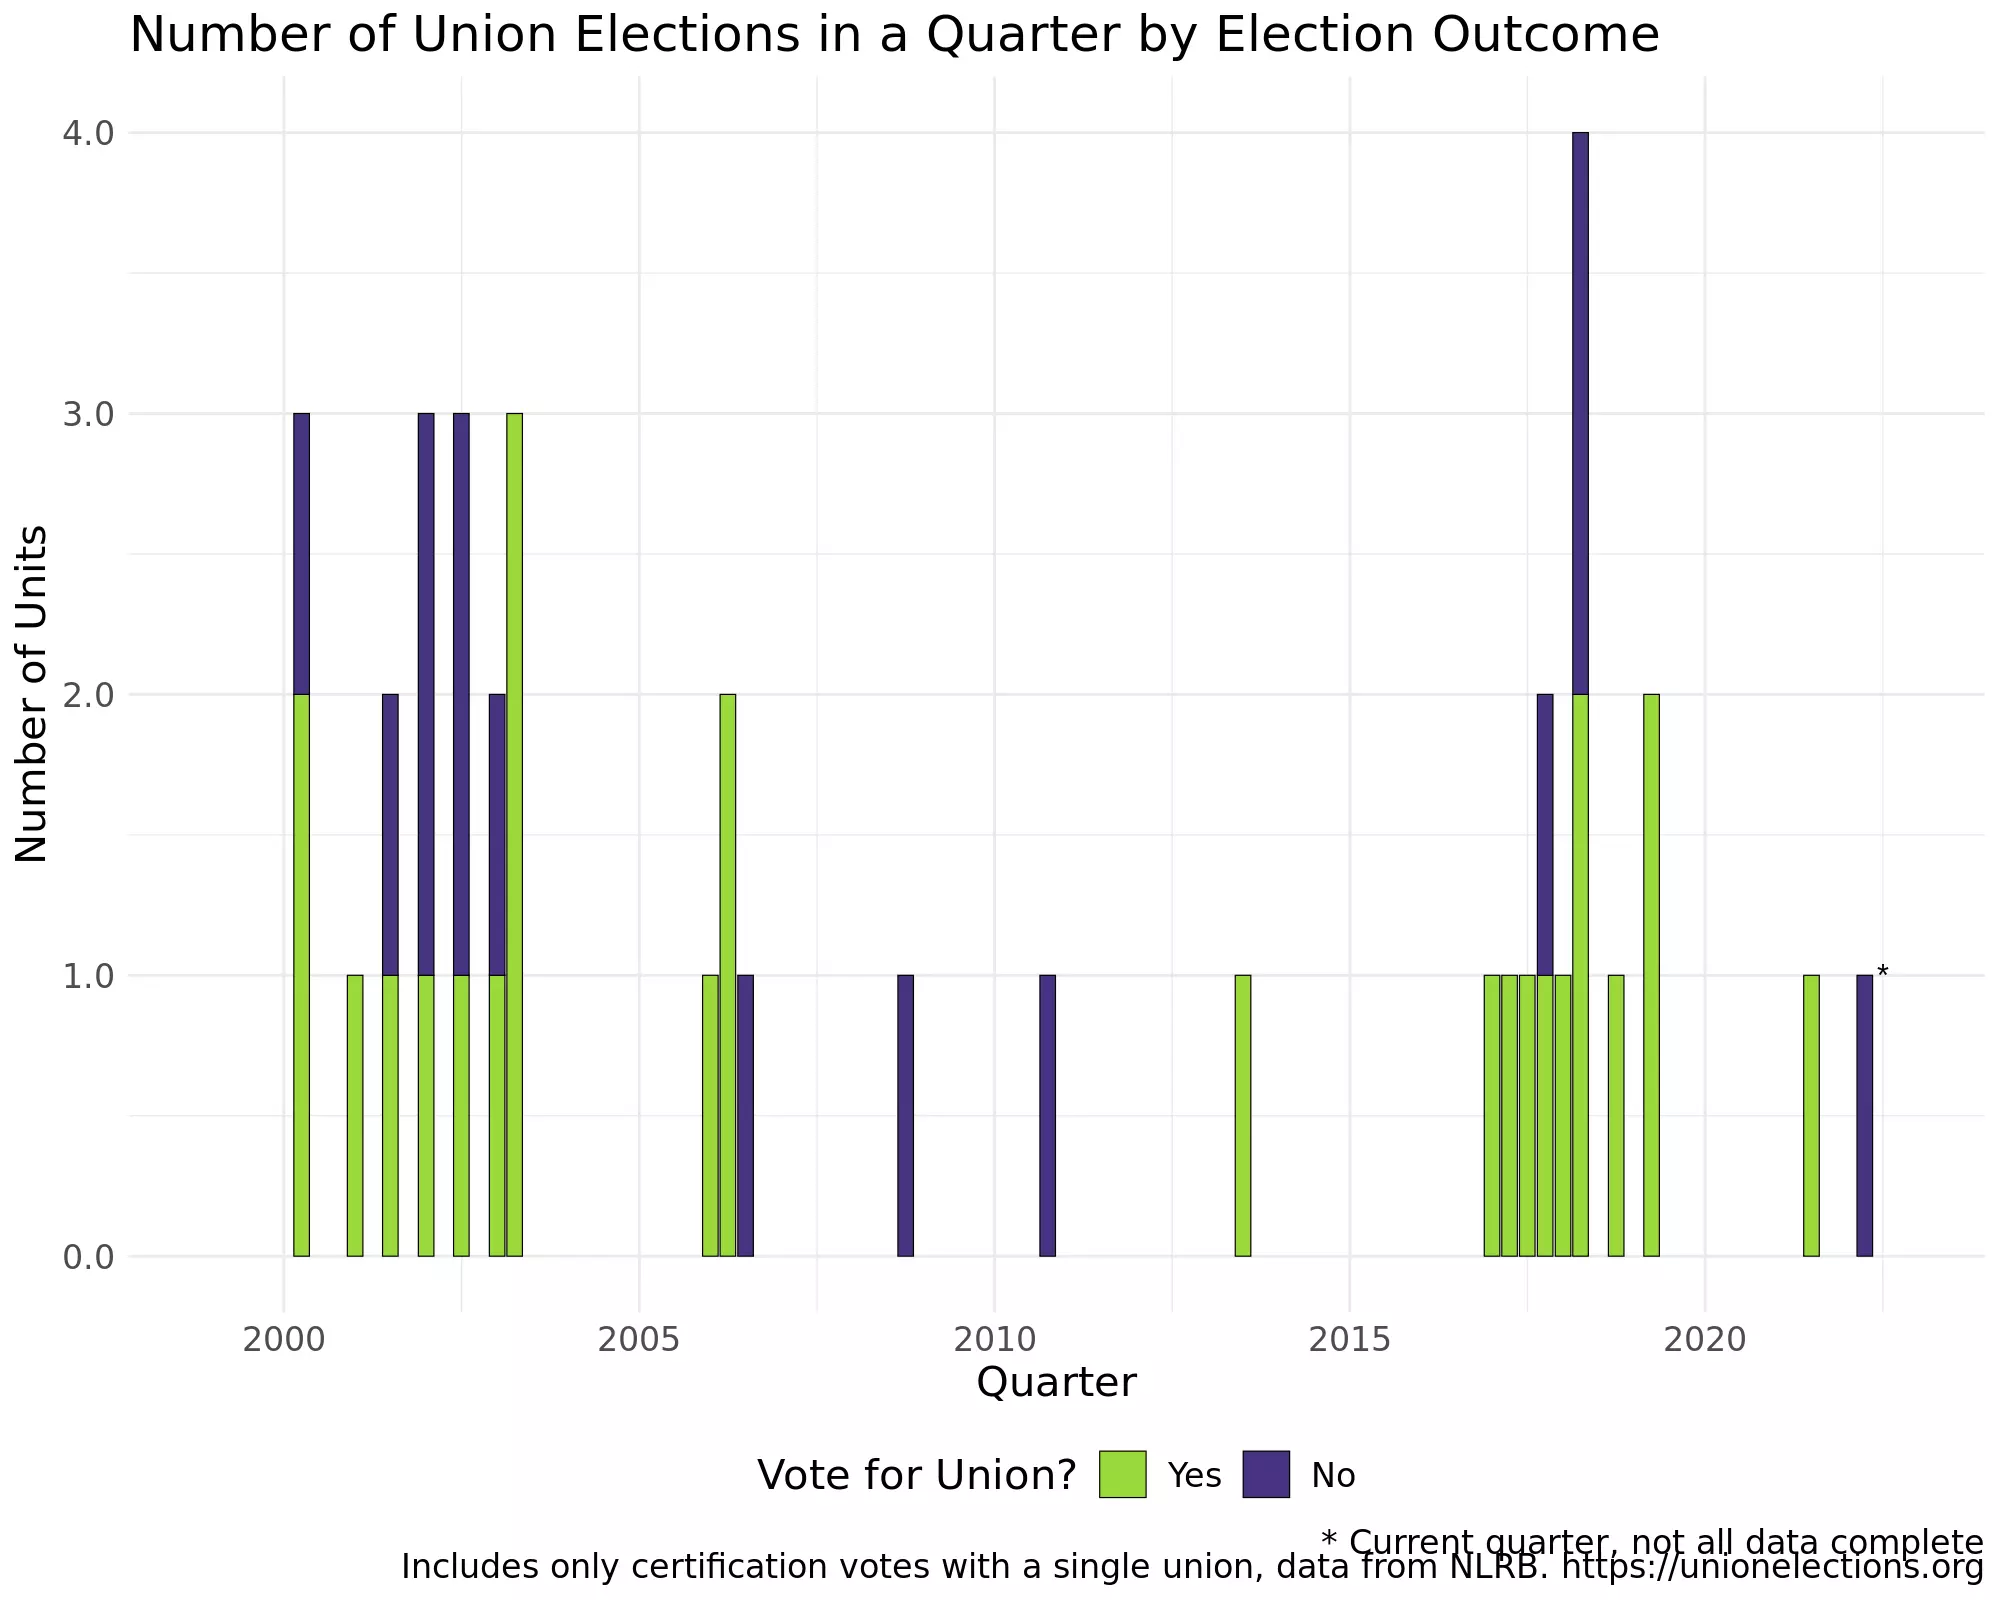 Number of Union Elections in a Quarter by Election Outcome
Number of Units
4.0
3.0
2.0
1.0
0.0
*
2000 2005 2010 2015 2020
Quarter
Vote for Union? Yes No
* Current quarter, not all data complete
Includes only certification votes with a single union, data from NLRB. https://unionelections.org